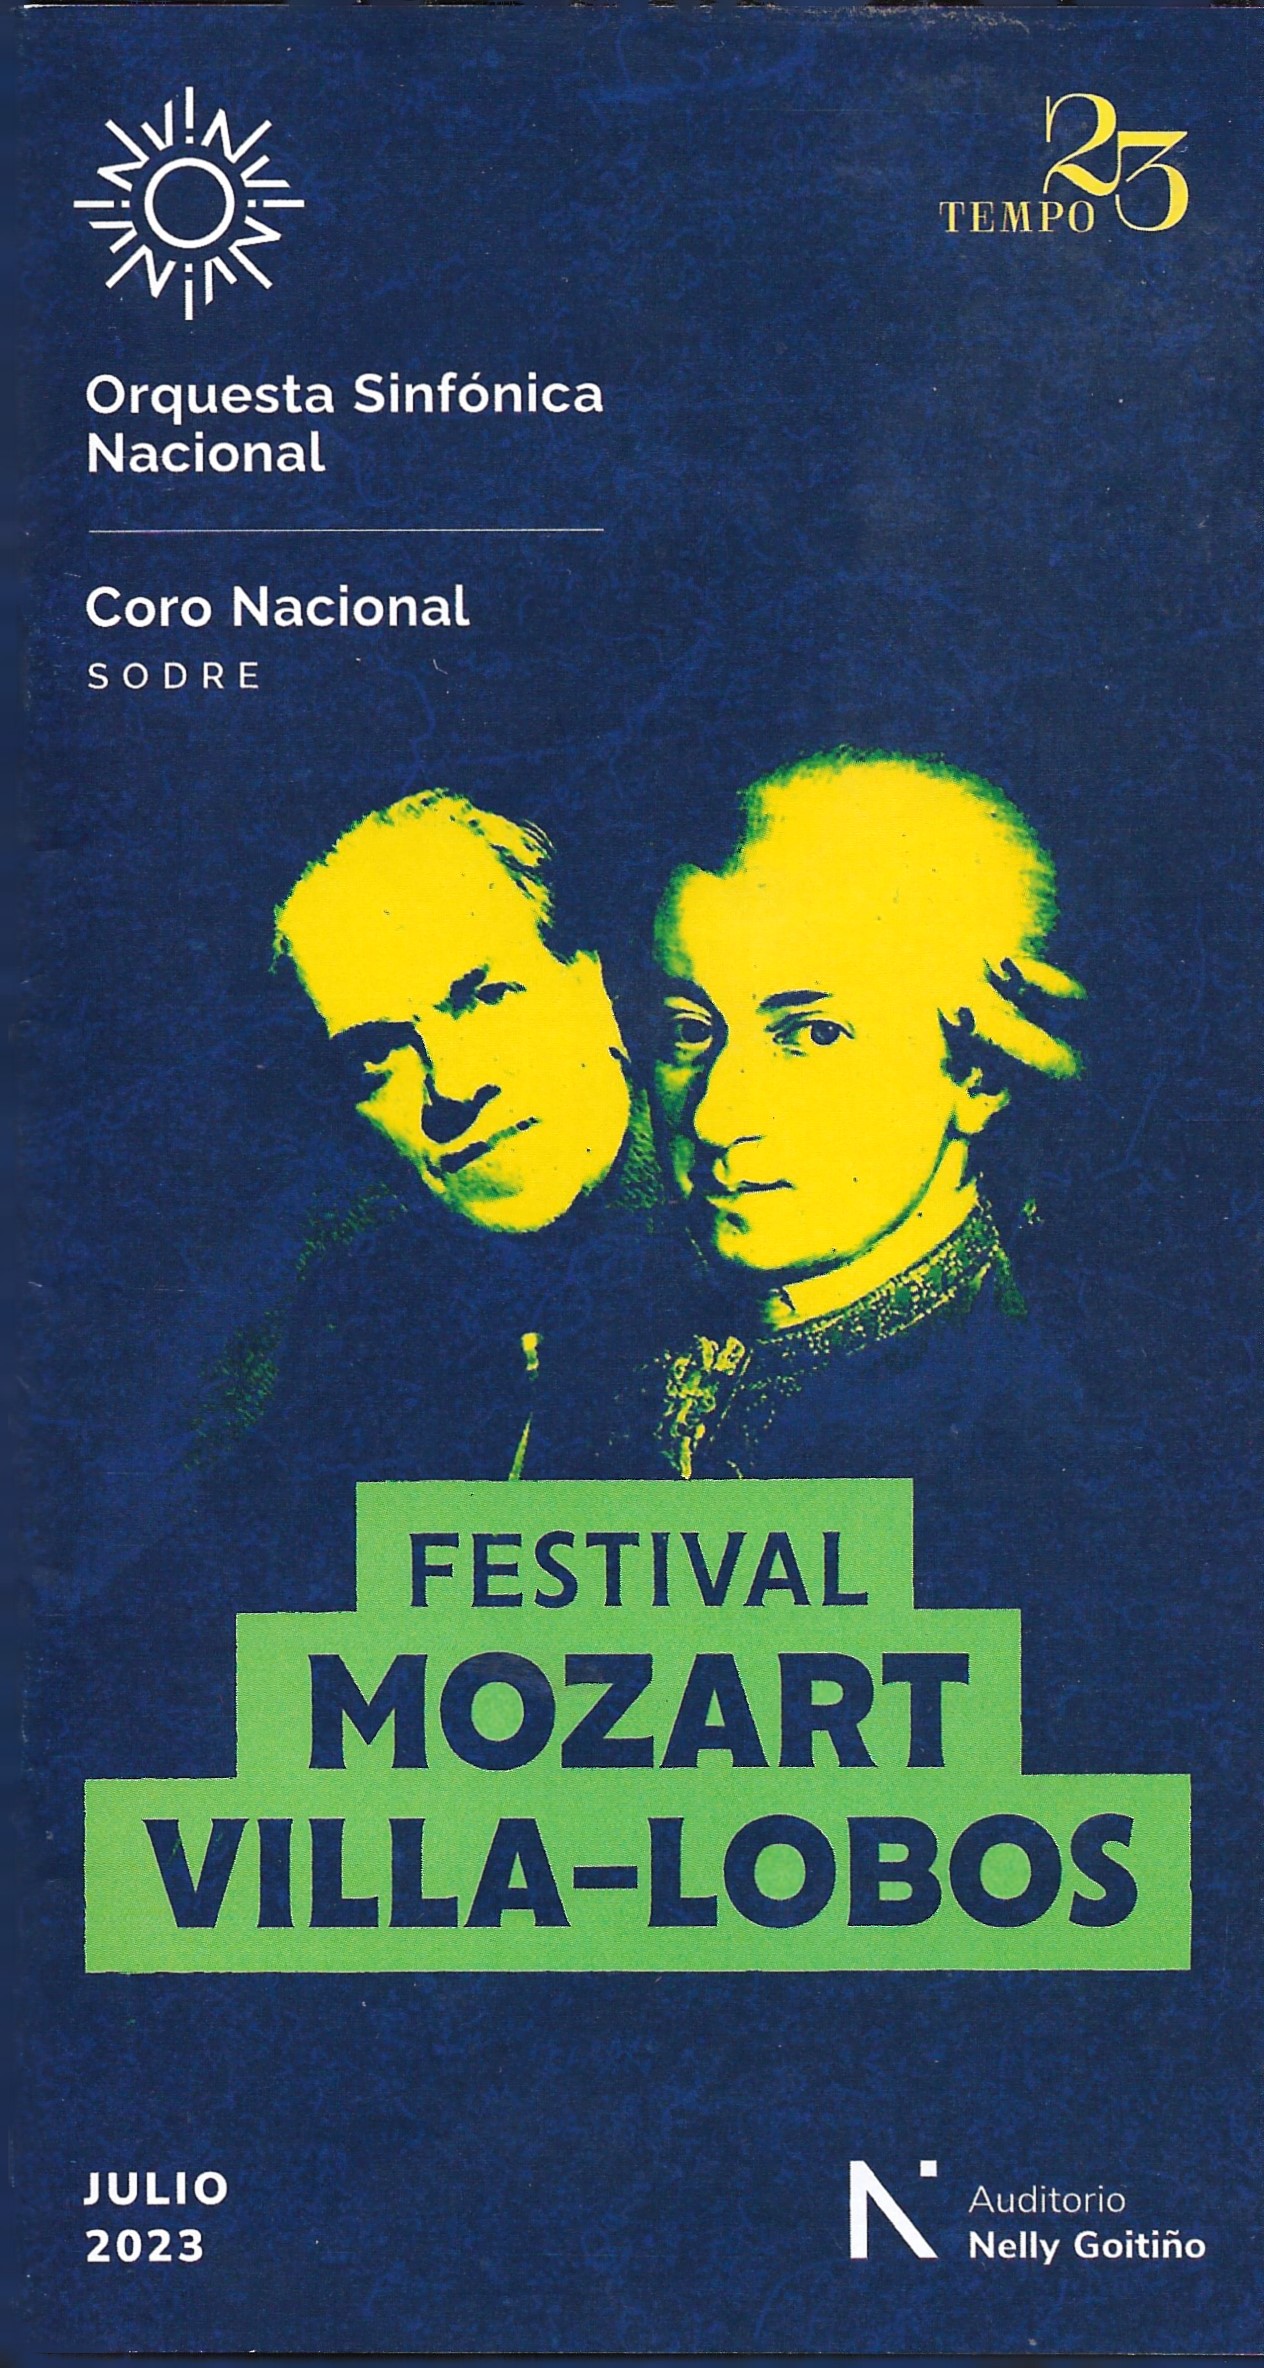 TEMPO 23
Orquesta Sinfónica
Nacional
Coro Nacional
SODRE
FESTIVAL
MOZART
VILLA-LOBOS
JULIO
2023
Auditorio
Nelly Goitiño